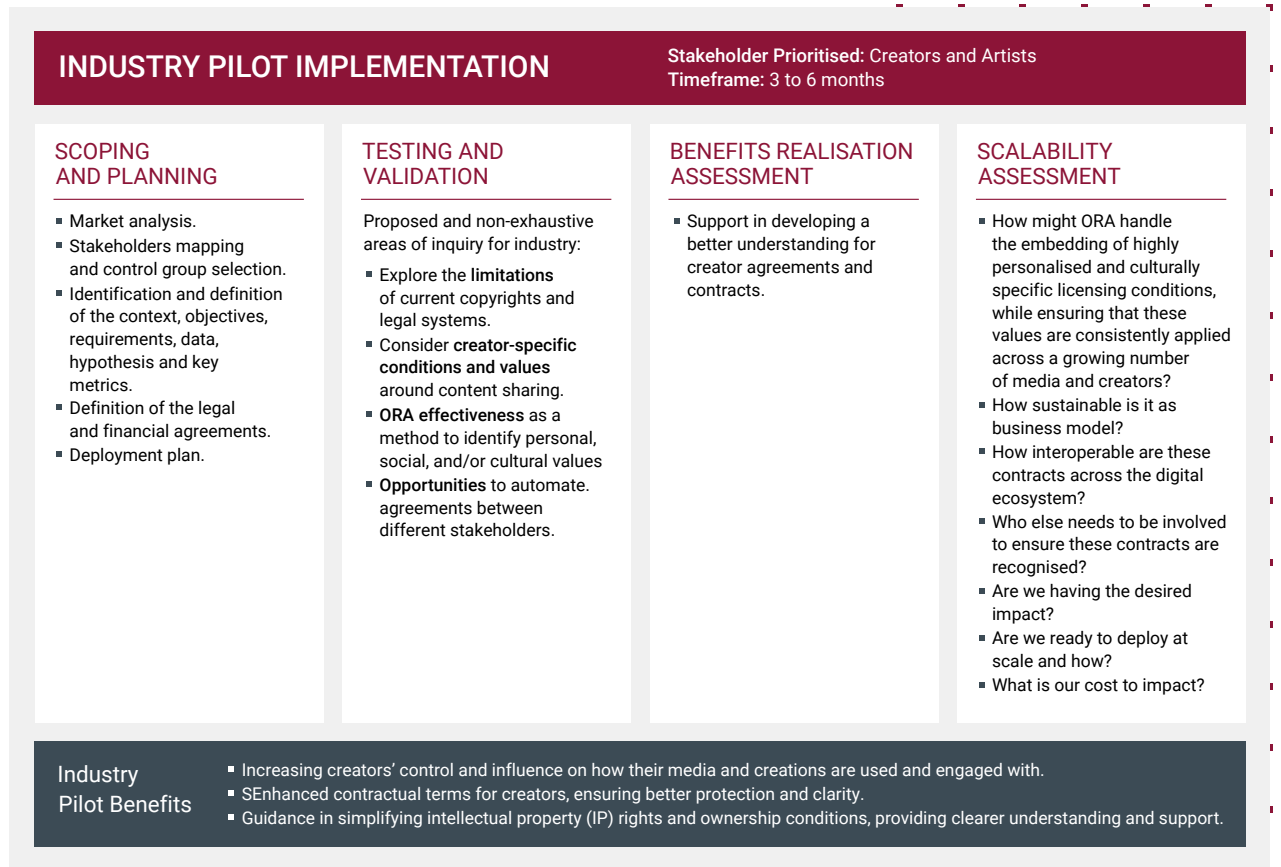 INDUSTRY PILOT IMPLEMENTATION
Stakeholder Prioritised: Creators and Artists
Timeframe: 3 to 6 months
SCOPING
AND PLANNING
▪ Market analysis.
▪ Stakeholders mapping
and control group selection.
▪ Identification and definition
of the context, objectives,
requirements, data,
hypothesis and key
metrics.
▪ Definition of the legal
and financial agreements.
▪ Deployment plan.
TESTING AND
VALIDATION
Proposed and non-exhaustive
areas of inquiry for industry:
▪ Explore the limitations
of current copyrights and
legal systems.
▪ Consider creator-specific
conditions and values
around content sharing.
▪ ORA effectiveness as a
method to identify personal,
social, and/or cultural values
▪ Opportunities to automate.
agreements between
different stakeholders.
BENEFITS REALISATION
ASSESSMENT
▪ Support in developing a
better understanding for
creator agreements and
contracts.
SCALABILITY
ASSESSMENT
▪ How might ORA handle
the embedding of highly
personalised and culturally
specific licensing conditions,
while ensuring that these
values are consistently applied
across a growing number
of media and creators?
▪ How sustainable is it as
business model?
▪ How interoperable are these
contracts across the digital
ecosystem?
▪ Who else needs to be involved
to ensure these contracts are
recognised?
▪ Are we having the desired
impact?
▪ Are we ready to deploy at
scale and how?
▪ What is our cost to impact?
Industry
Pilot Benefits
▪ Increasing creators’ control and influence on how their media and creations are used and engaged with.
▪ SEnhanced contractual terms for creators, ensuring better protection and clarity.
▪ Guidance in simplifying intellectual property (IP) rights and ownership conditions, providing clearer understanding and support.